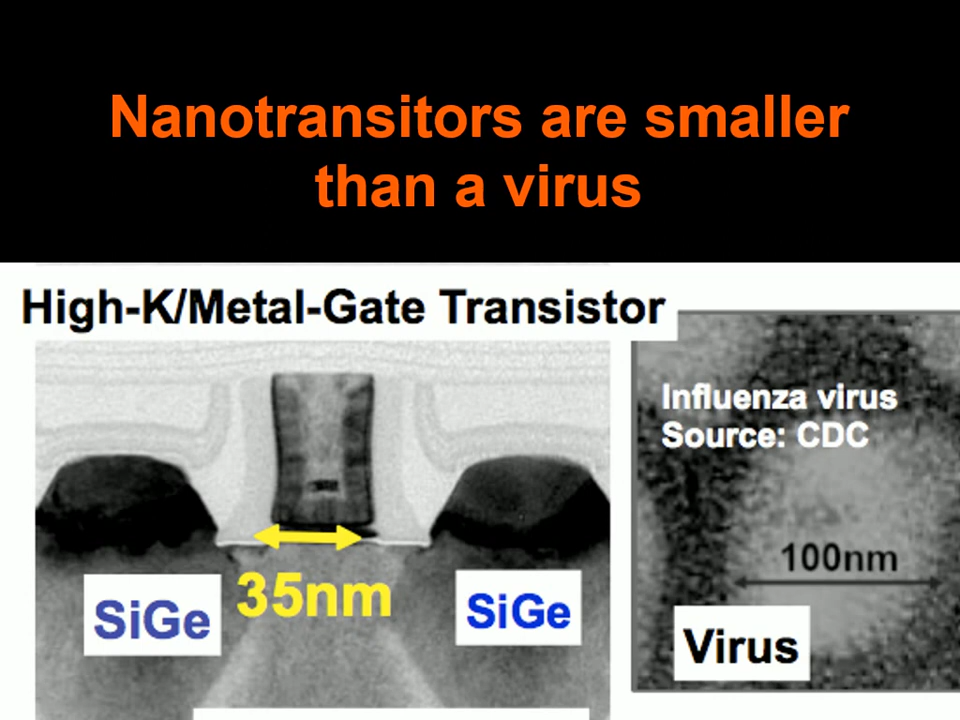 Nanotransitors are smaller
than a virus
High-K/Metal-Gate Transistor
Influenza virus
Source: CDC
35nm
SiGe
SiGe
100nm
Virus